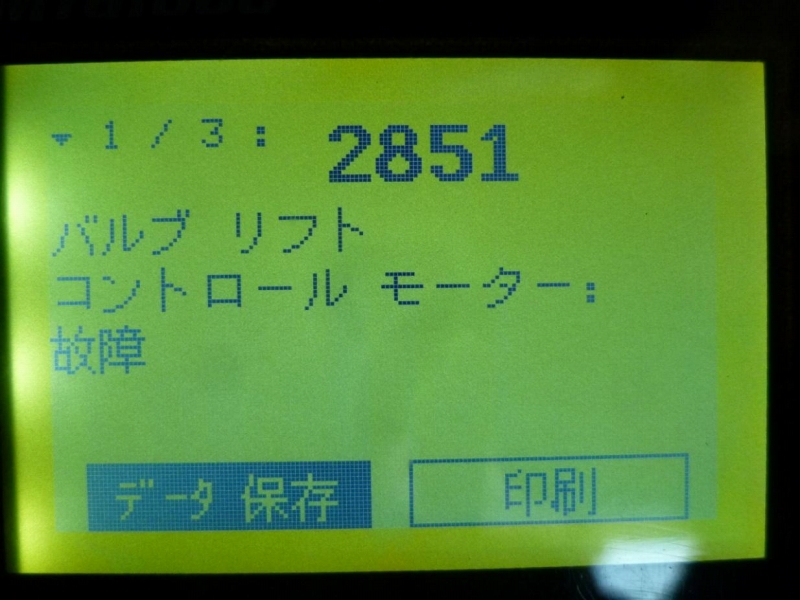 1/3: 2851
バルブ リフト
コントロール モーター:
故障
データ 保存 印刷